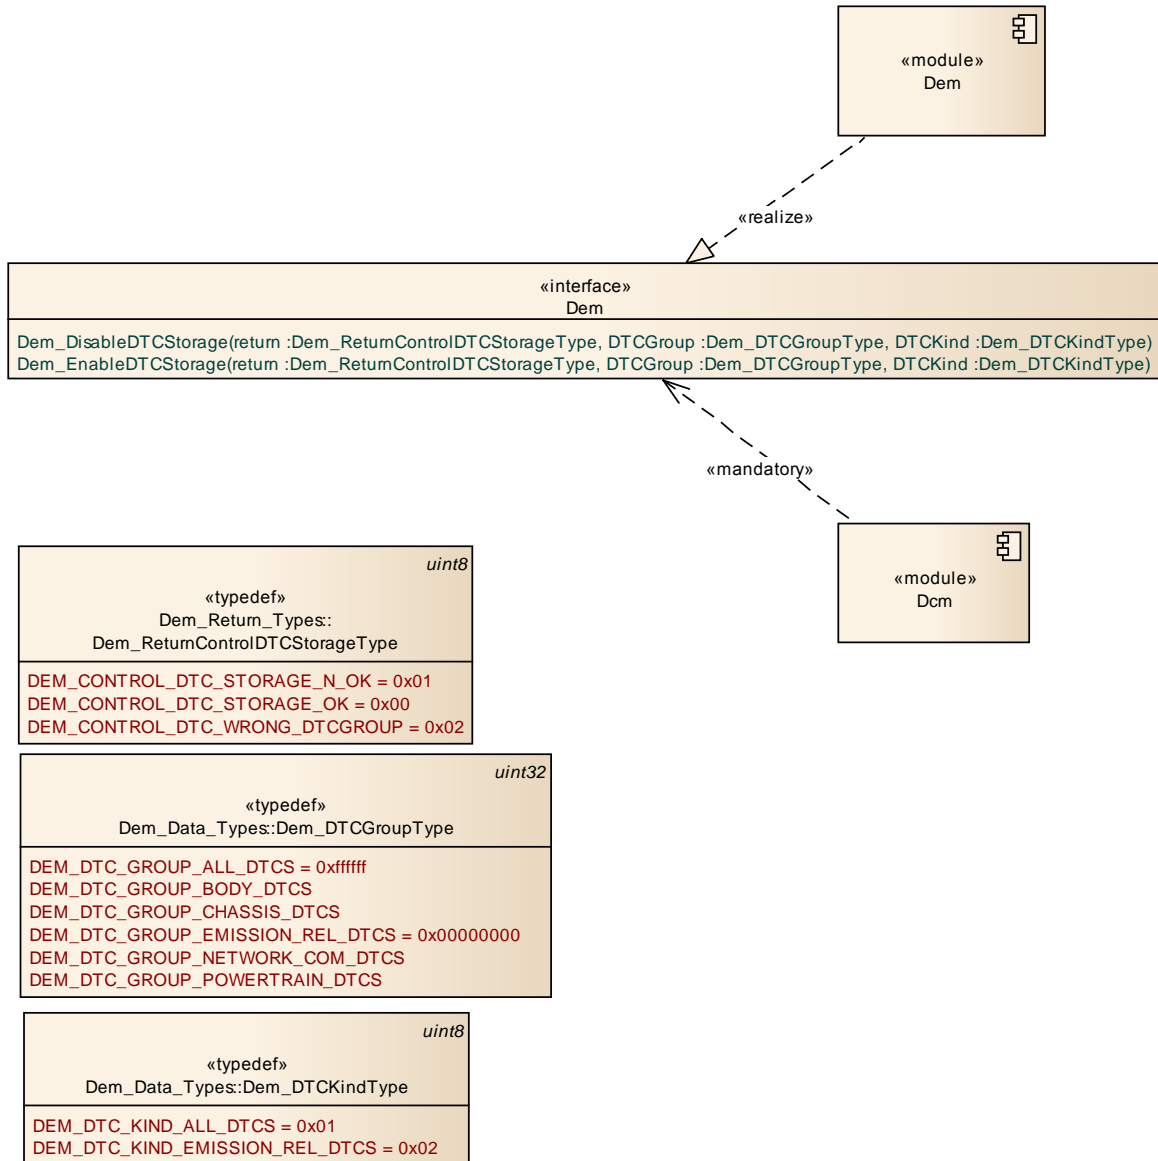 «module»
Dem
«realize»
«interface»
Dem
Dem_DisableDTCStorage(return :Dem_ReturnControlDTCStorageType, DTCGroup :Dem_DTCGroupType, DTCKind :Dem_DTCKindType)
Dem_EnableDTCStorage(return :Dem_ReturnControlDTCStorageType, DTCGroup :Dem_DTCGroupType, DTCKind :Dem_DTCKindType)
«mandatory»
«module»
Dcm
uint8
«typedef»
Dem_Return_Types::
Dem_ReturnControlDTCStorageType
DEM_CONTROL_DTC_STORAGE_N_OK = 0x01
DEM_CONTROL_DTC_STORAGE_OK = 0x00
DEM_CONTROL_DTC_WRONG_DTCGROUP = 0x02
uint32
«typedef»
Dem_Data_Types::Dem_DTCGroupType
DEM_DTC_GROUP_ALL_DTCS = 0xffffff
DEM_DTC_GROUP_BODY_DTCS
DEM_DTC_GROUP_CHASSIS_DTCS
DEM_DTC_GROUP_EMISSION_REL_DTCS = 0x00000000
DEM_DTC_GROUP_NETWORK_COM_DTCS
DEM_DTC_GROUP_POWERTRAIN_DTCS
uint8
«typedef»
Dem_Data_Types::Dem_DTCKindType
DEM_DTC_KIND_ALL_DTCS = 0x01
DEM_DTC_KIND_EMISSION_REL_DTCS = 0x02